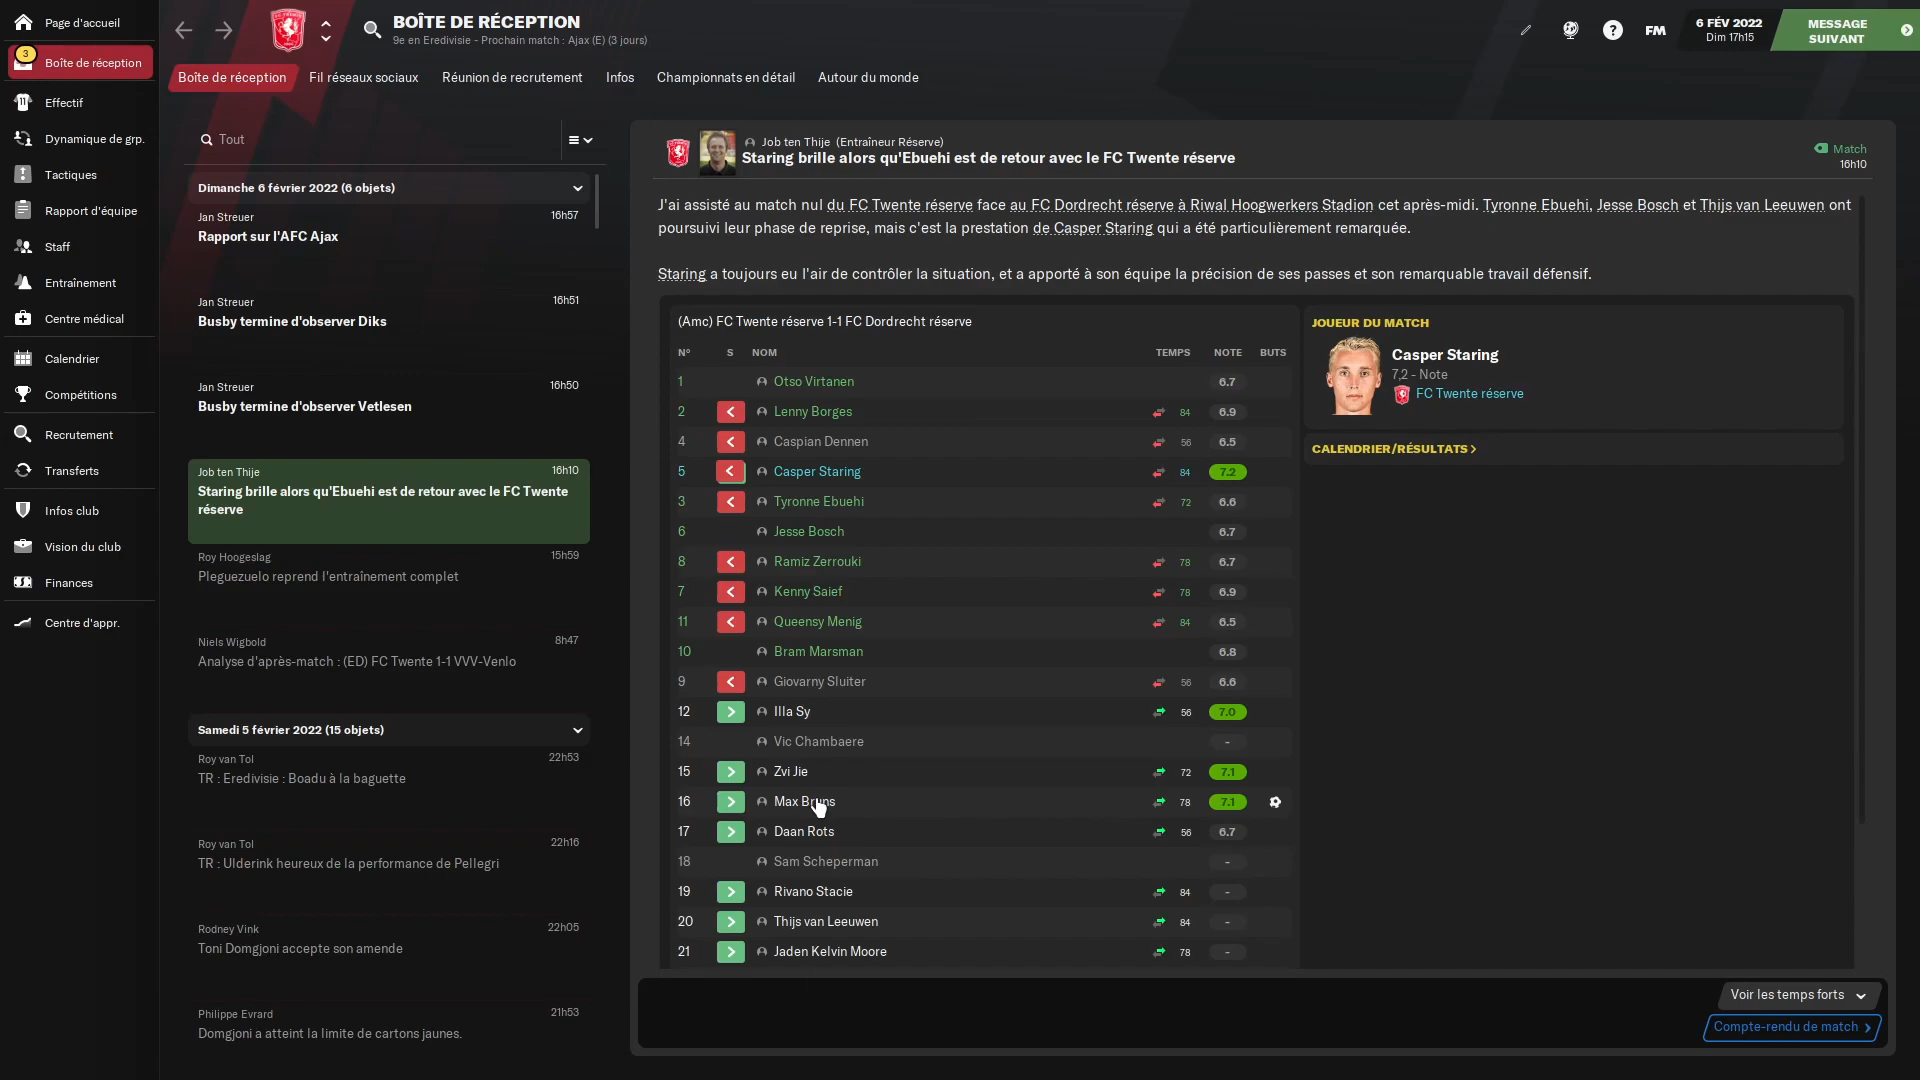 Page d'accueil
3
Boîte de réception
Effectif
Dynamique de grp.
Tactiques
Rapport d'équipe
Staff
Entraînement
Centre médical
Calendrier
Compétitions
Recrutement
Transferts
Infos club
Vision du club
Finances
Centre d'appr.
BOÎTE DE RÉCEPTION
9e en Eredivisie - Prochain match : Ajax (E) (3 jours)
FM
6 FÉV 2022
Dim 17h15
MESSAGE
SUIVANT
Boîte de réception Fil réseaux sociaux Réunion de recrutement Infos Championnats en détail Autour du monde
Tout
Dimanche 6 février 2022 (6 objets)
Jan Streuer 16h57
Rapport sur l'AFC Ajax
Jan Streuer 16h51
Busby termine d'observer Diks
Jan Streuer 16h50
Busby termine d'observer Vetlesen
Job ten Thije 16h10
Staring brille alors qu'Ebuehi est de retour avec le FC Twente
réserve
Roy Hoogeslag 15h59
Pleguezuelo reprend l'entraînement complet
Niels Wigbold 8h47
Analyse d'après-match : (ED) FC Twente 1-1 VVV-Venlo
Samedi 5 février 2022 (15 objets)
Roy van Tol 22h53
TR : Eredivisie : Boadu à la baguette
Roy van Tol 22h16
TR : Ulderink heureux de la performance de Pellegri
Rodney Vink 22h05
Toni Domgjoni accepte son amende
Philippe Evrard 21h53
Domgjoni a atteint la limite de cartons jaunes.
Job ten Thije (Entraîneur Réserve)
Staring brille alors qu'Ebuehi est de retour avec le FC Twente réserve
Match
16h10
J'ai assisté au match nul du FC Twente réserve face au FC Dordrecht réserve à Riwal Hoogwerkers Stadion cet après-midi. Tyronne Ebuehi, Jesse Bosch et Thijs van Leeuwen ont
poursuivi leur phase de reprise, mais c'est la prestation de Casper Staring qui a été particulièrement remarquée.
Staring a toujours eu l'air de contrôler la situation, et a apporté à son équipe la précision de ses passes et son remarquable travail défensif.
(Amc) FC Twente réserve 1-1 FC Dordrecht réserve
N° S NOM TEMPS NOTE BUTS
1 Otso Virtanen 6.7
2 Lenny Borges 84 6.9
4 Caspian Dennen 56 6.5
5 Casper Staring 84 7.2
3 Tyronne Ebuehi 72 6.6
6 Jesse Bosch 6.7
8 Ramiz Zerrouki 78 6.7
7 Kenny Saief 78 6.9
11 Queensy Menig 84 6.5
10 Bram Marsman 6.8
9 Giovarny Sluiter 56 6.6
12 Illa Sy 56 7.0
14 Vic Chambaere -
15 Zvi Jie 72 7.1
16 Max Bruns 78 7.1
17 Daan Rots 56 6.7
18 Sam Scheperman -
19 Rivano Stacie 84 -
20 Thijs van Leeuwen 84 -
21 Jaden Kelvin Moore 78 -
JOUEUR DU MATCH
Casper Staring
7,2 - Note
FC Twente réserve
CALENDRIER/RÉSULTATS >
Voir les temps forts
Compte-rendu de match